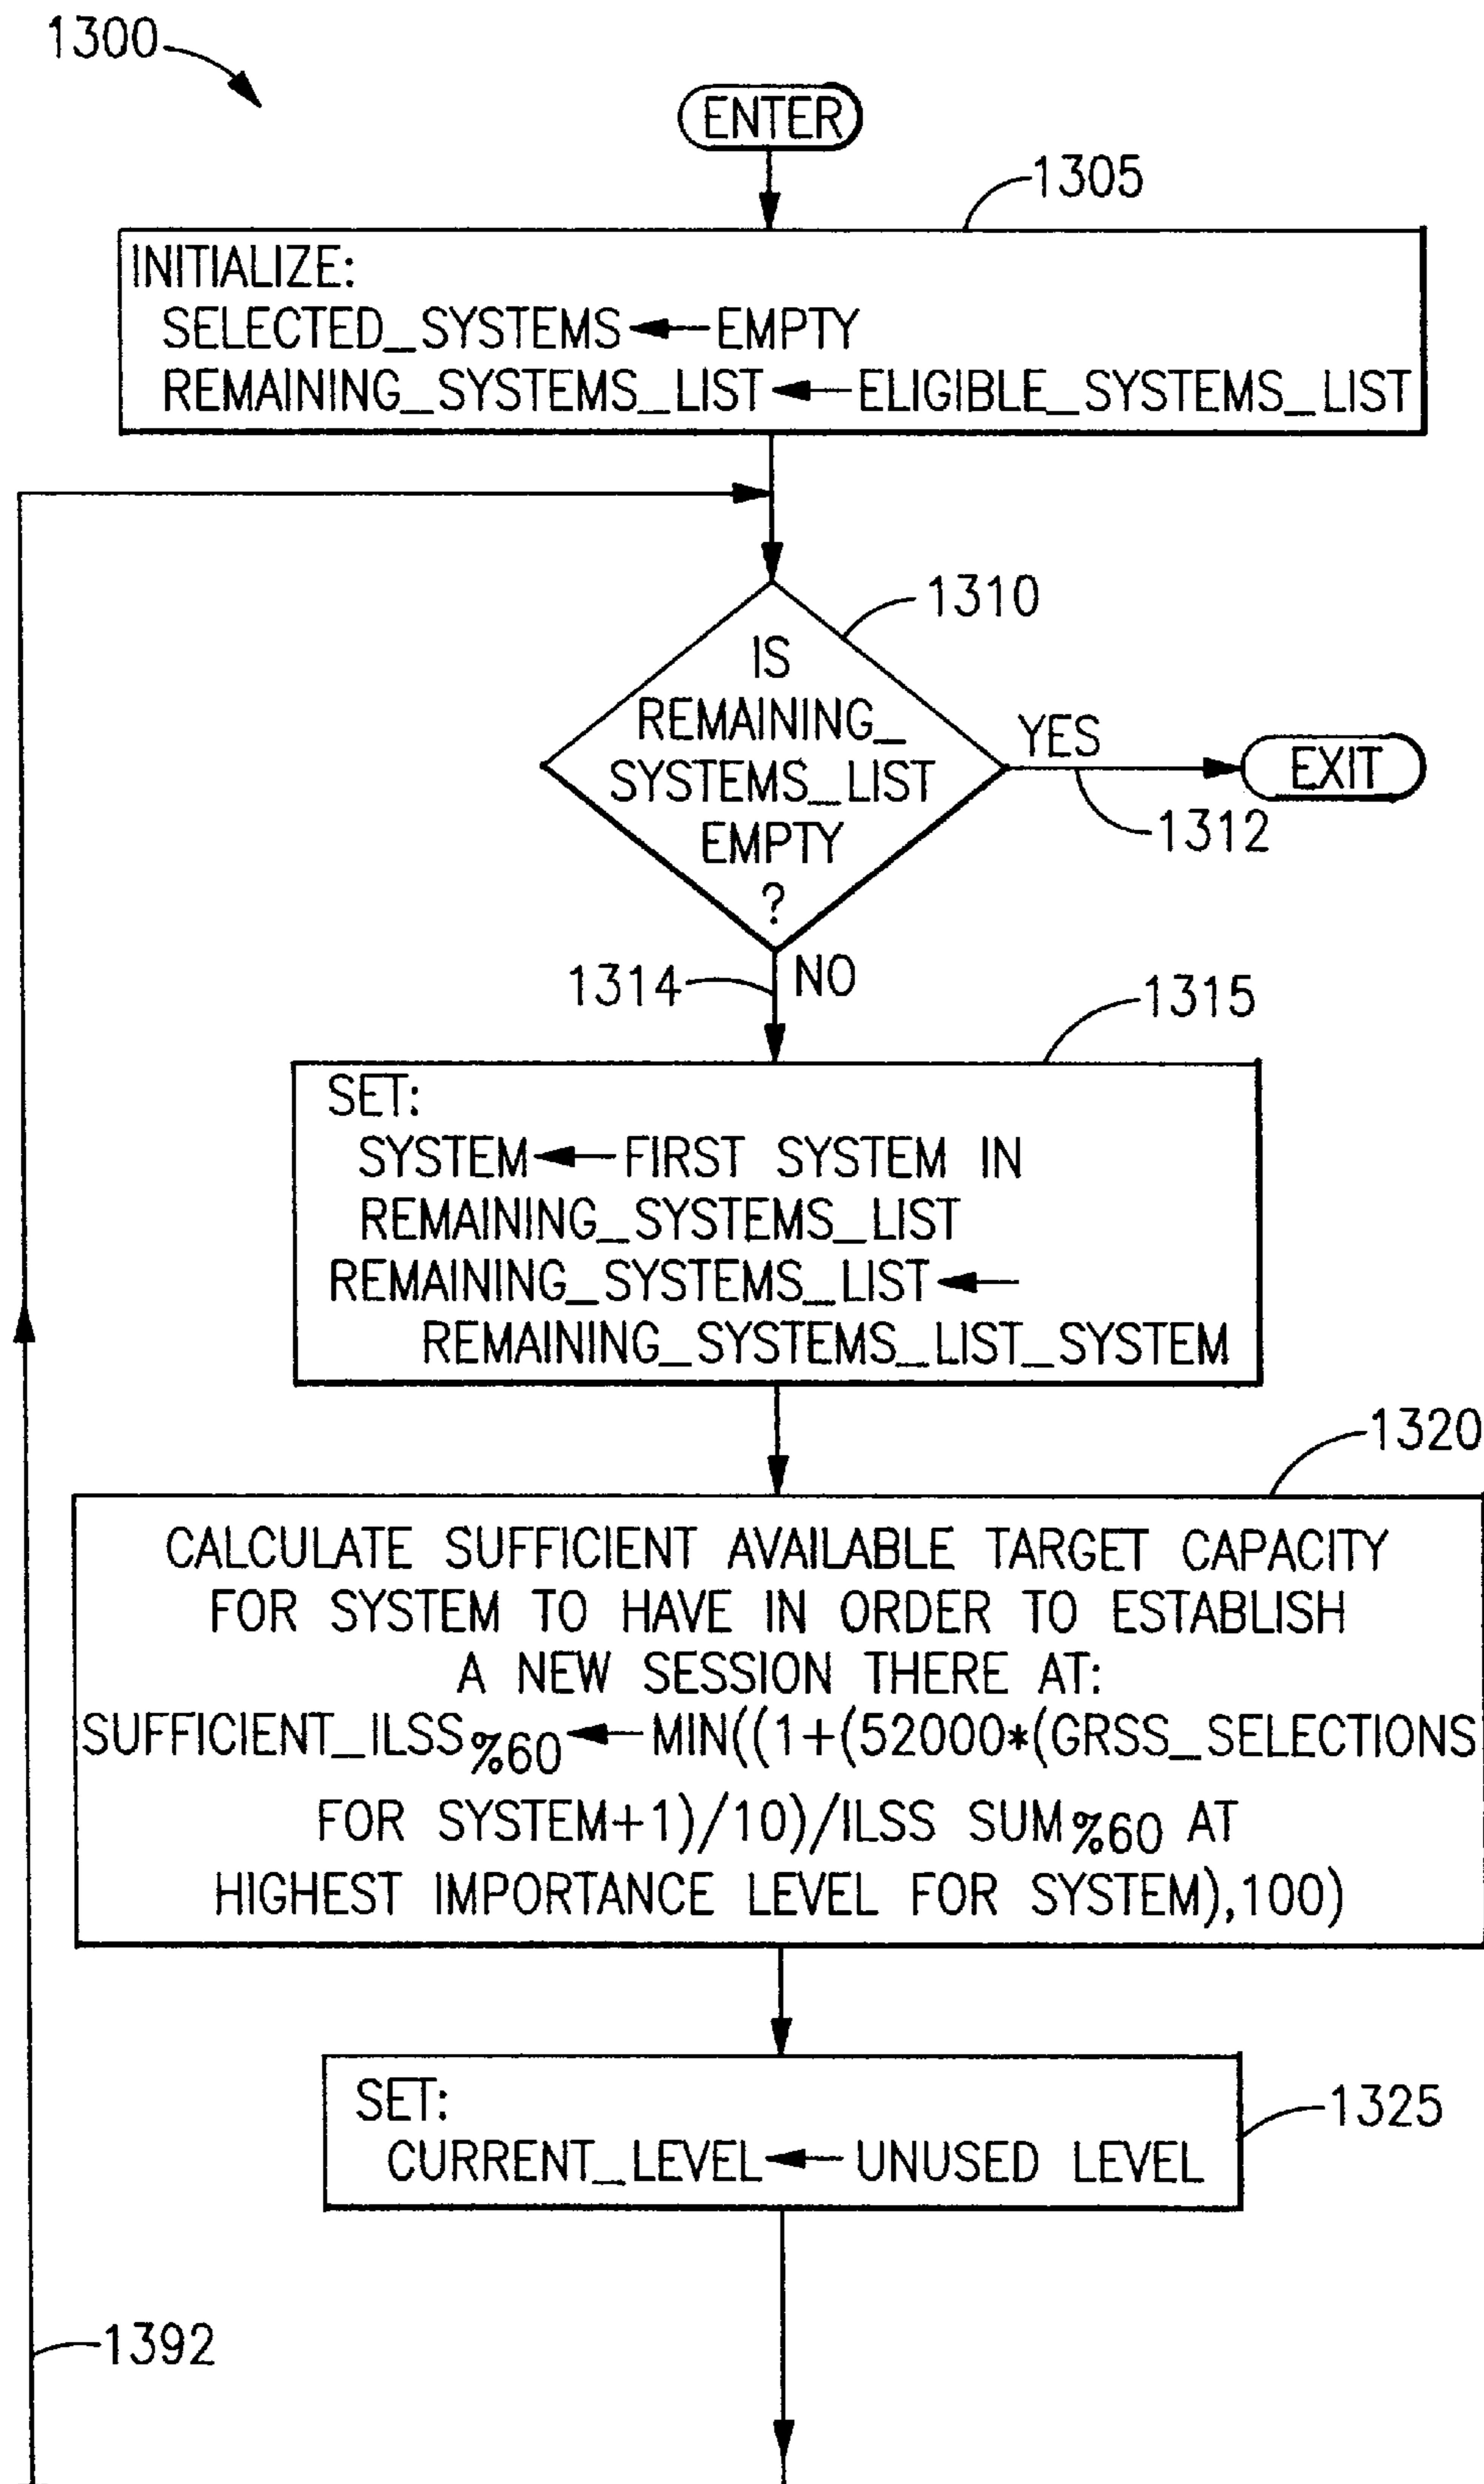 1300
ENTER
1305
INITIALIZE:
SELECTED_SYSTEMS←EMPTY
REMAINING_SYSTEMS_LIST←ELIGIBLE_SYSTEMS_LIST
1310
IS
REMAINING_
SYSTEMS_LIST
EMPTY
?
YES
EXIT
1312
1314
NO
1315
SET:
SYSTEM←FIRST SYSTEM IN
REMAINING_SYSTEMS_LIST
REMAINING_SYSTEMS_LIST←
REMAINING_SYSTEMS_LIST_SYSTEM
1320
CALCULATE SUFFICIENT AVAILABLE TARGET CAPACITY
FOR SYSTEM TO HAVE IN ORDER TO ESTABLISH
A NEW SESSION THERE AT:
SUFFICIENT_ILSS%60←MIN((1+(52000*(GRSS_SELECTIONS
FOR SYSTEM+1)/10)/ILSS SUM%60 AT
HIGHEST IMPORTANCE LEVEL FOR SYSTEM),100)
SET:
CURRENT_LEVEL←UNUSED LEVEL
1325
1392